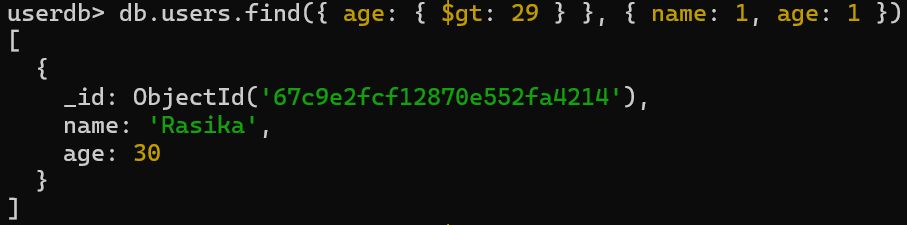 userdb> db.users.find({ age: { $gt: 29 } }, { name: 1, age: 1 })
[
  {
    _id: ObjectId('67c9e2fcf12870e552fa4214'),
    name: 'Rasika',
    age: 30
  }
]